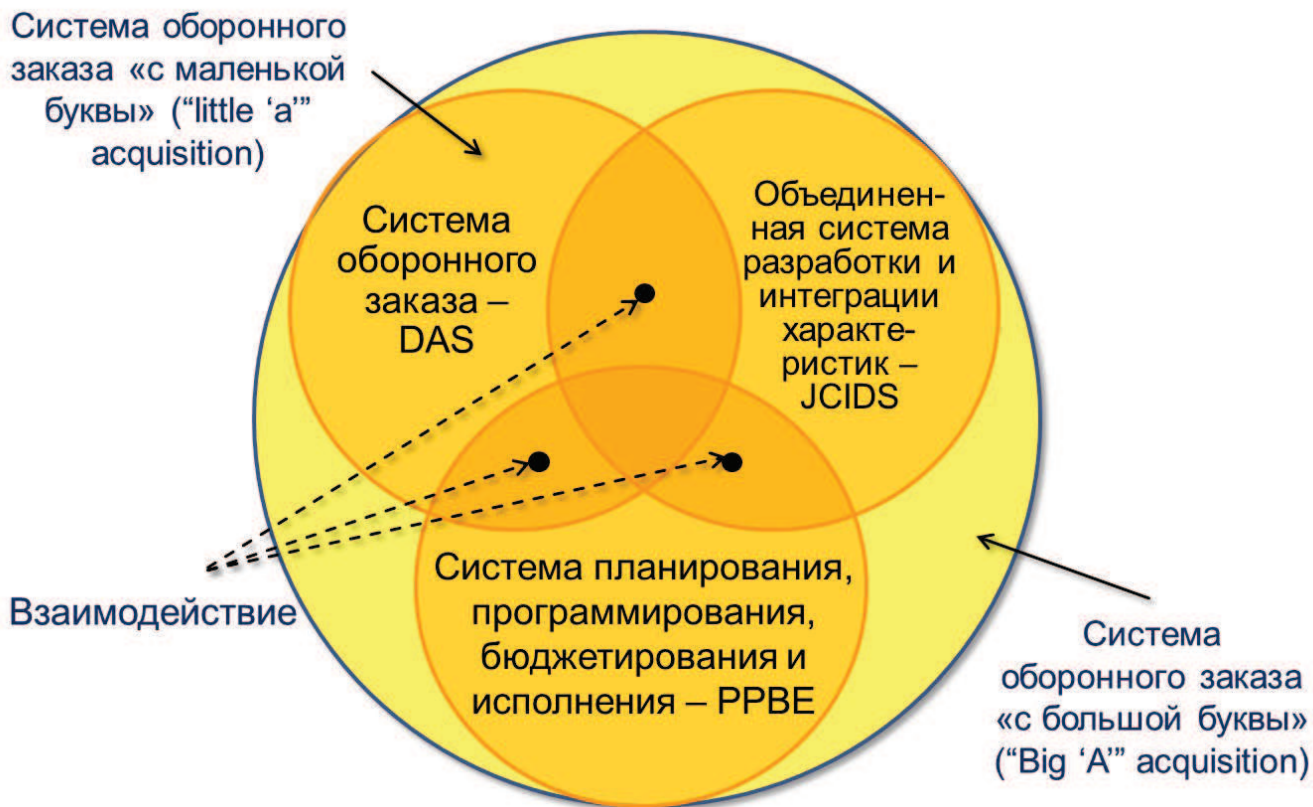 Система оборонного
заказа «с маленькой
буквы» (“little ‘a’”
acquisition)
Система
оборонного
заказа –
DAS
Объединен-
ная система
разработки и
интеграции
характе-
ристик –
JCIDS
Система планирования,
программирования,
бюджетирования и
исполнения – PPBE
Взаимодействие
Система
оборонного заказа
«с большой буквы»
(“Big ‘A’” acquisition)